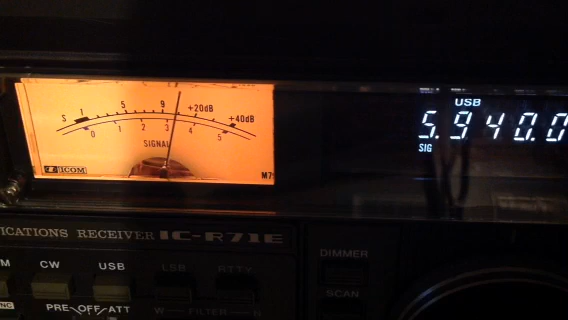 USB
S 1 5 9 +20dB +40dB
5.940.0
0 1 2 3 4 5
SIGNAL
SIG
ICOM
ICATIONS RECEIVER IC-R71E
DIMMER
CW USB LSB RTTY
SCAN
PRE OFF ATT
FILTER